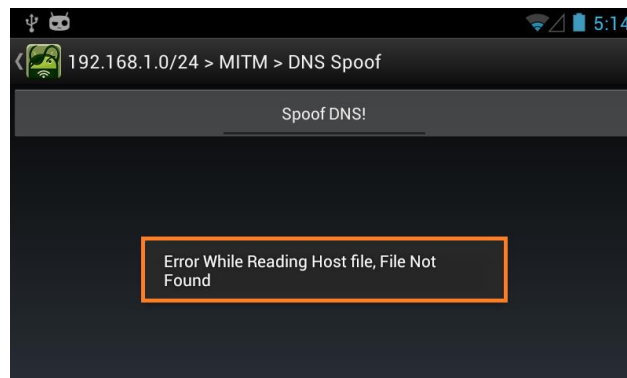 5:14
192.168.1.0/24 > MITM > DNS Spoof
Spoof DNS!
Error While Reading Host file, File Not
Found